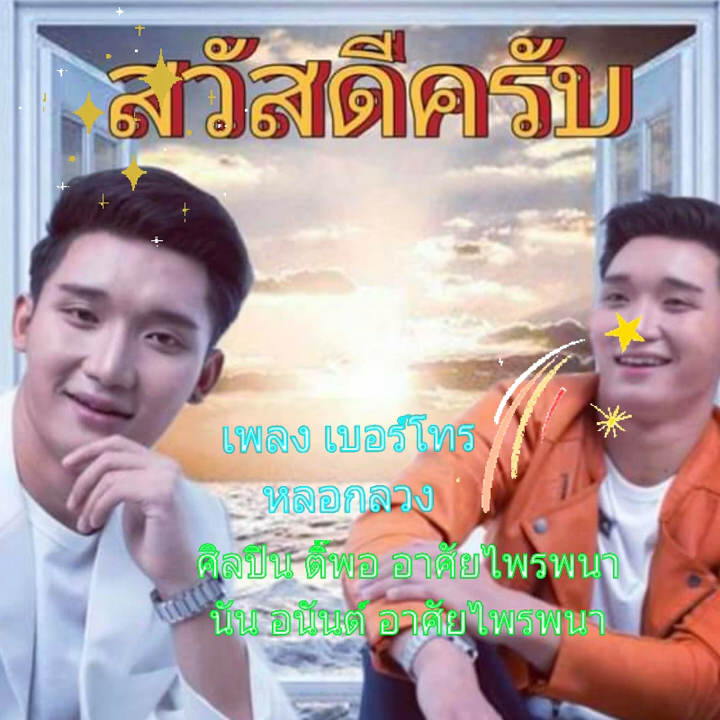 สวัสดีครับ
เพลง เบอร์โทร
หลอกลวง
ศิลปิน ติ๊พอ อาศัยไพรพนา
นัน อนันต์ อาศัยไพรพนา